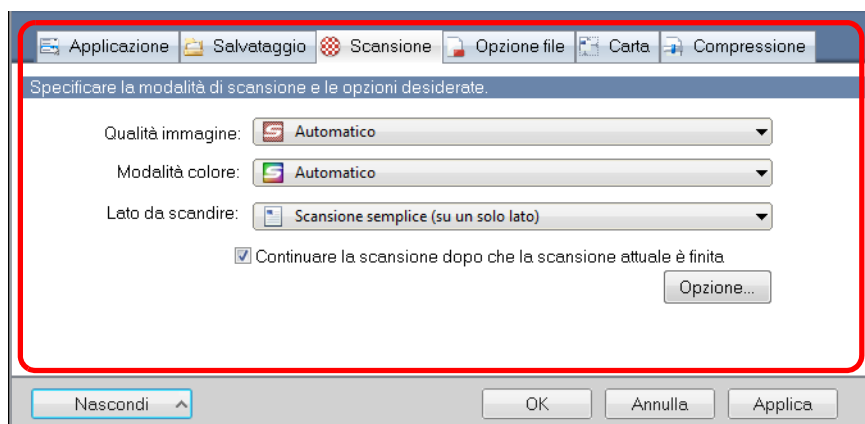 Applicazione Salvataggio Scansione Opzione file Carta Compressione
Specificare la modalità di scansione e le opzioni desiderate.
Qualità immagine: Automatico
Modalità colore: Automatico
Lato da scandire: Scansione semplice (su un solo lato)
Continuare la scansione dopo che la scansione attuale è finita
Opzione...
Nascondi OK Annulla Applica